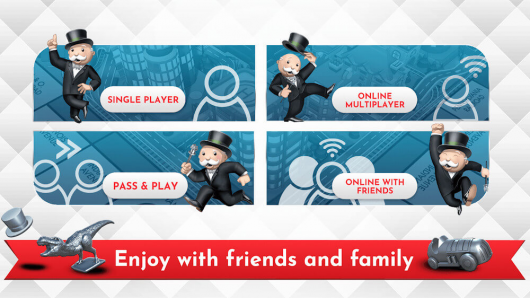 SINGLE PLAYER
ONLINE
MULTIPLAYER
PASS & PLAY
ONLINE WITH
FRIENDS
Enjoy with friends and family